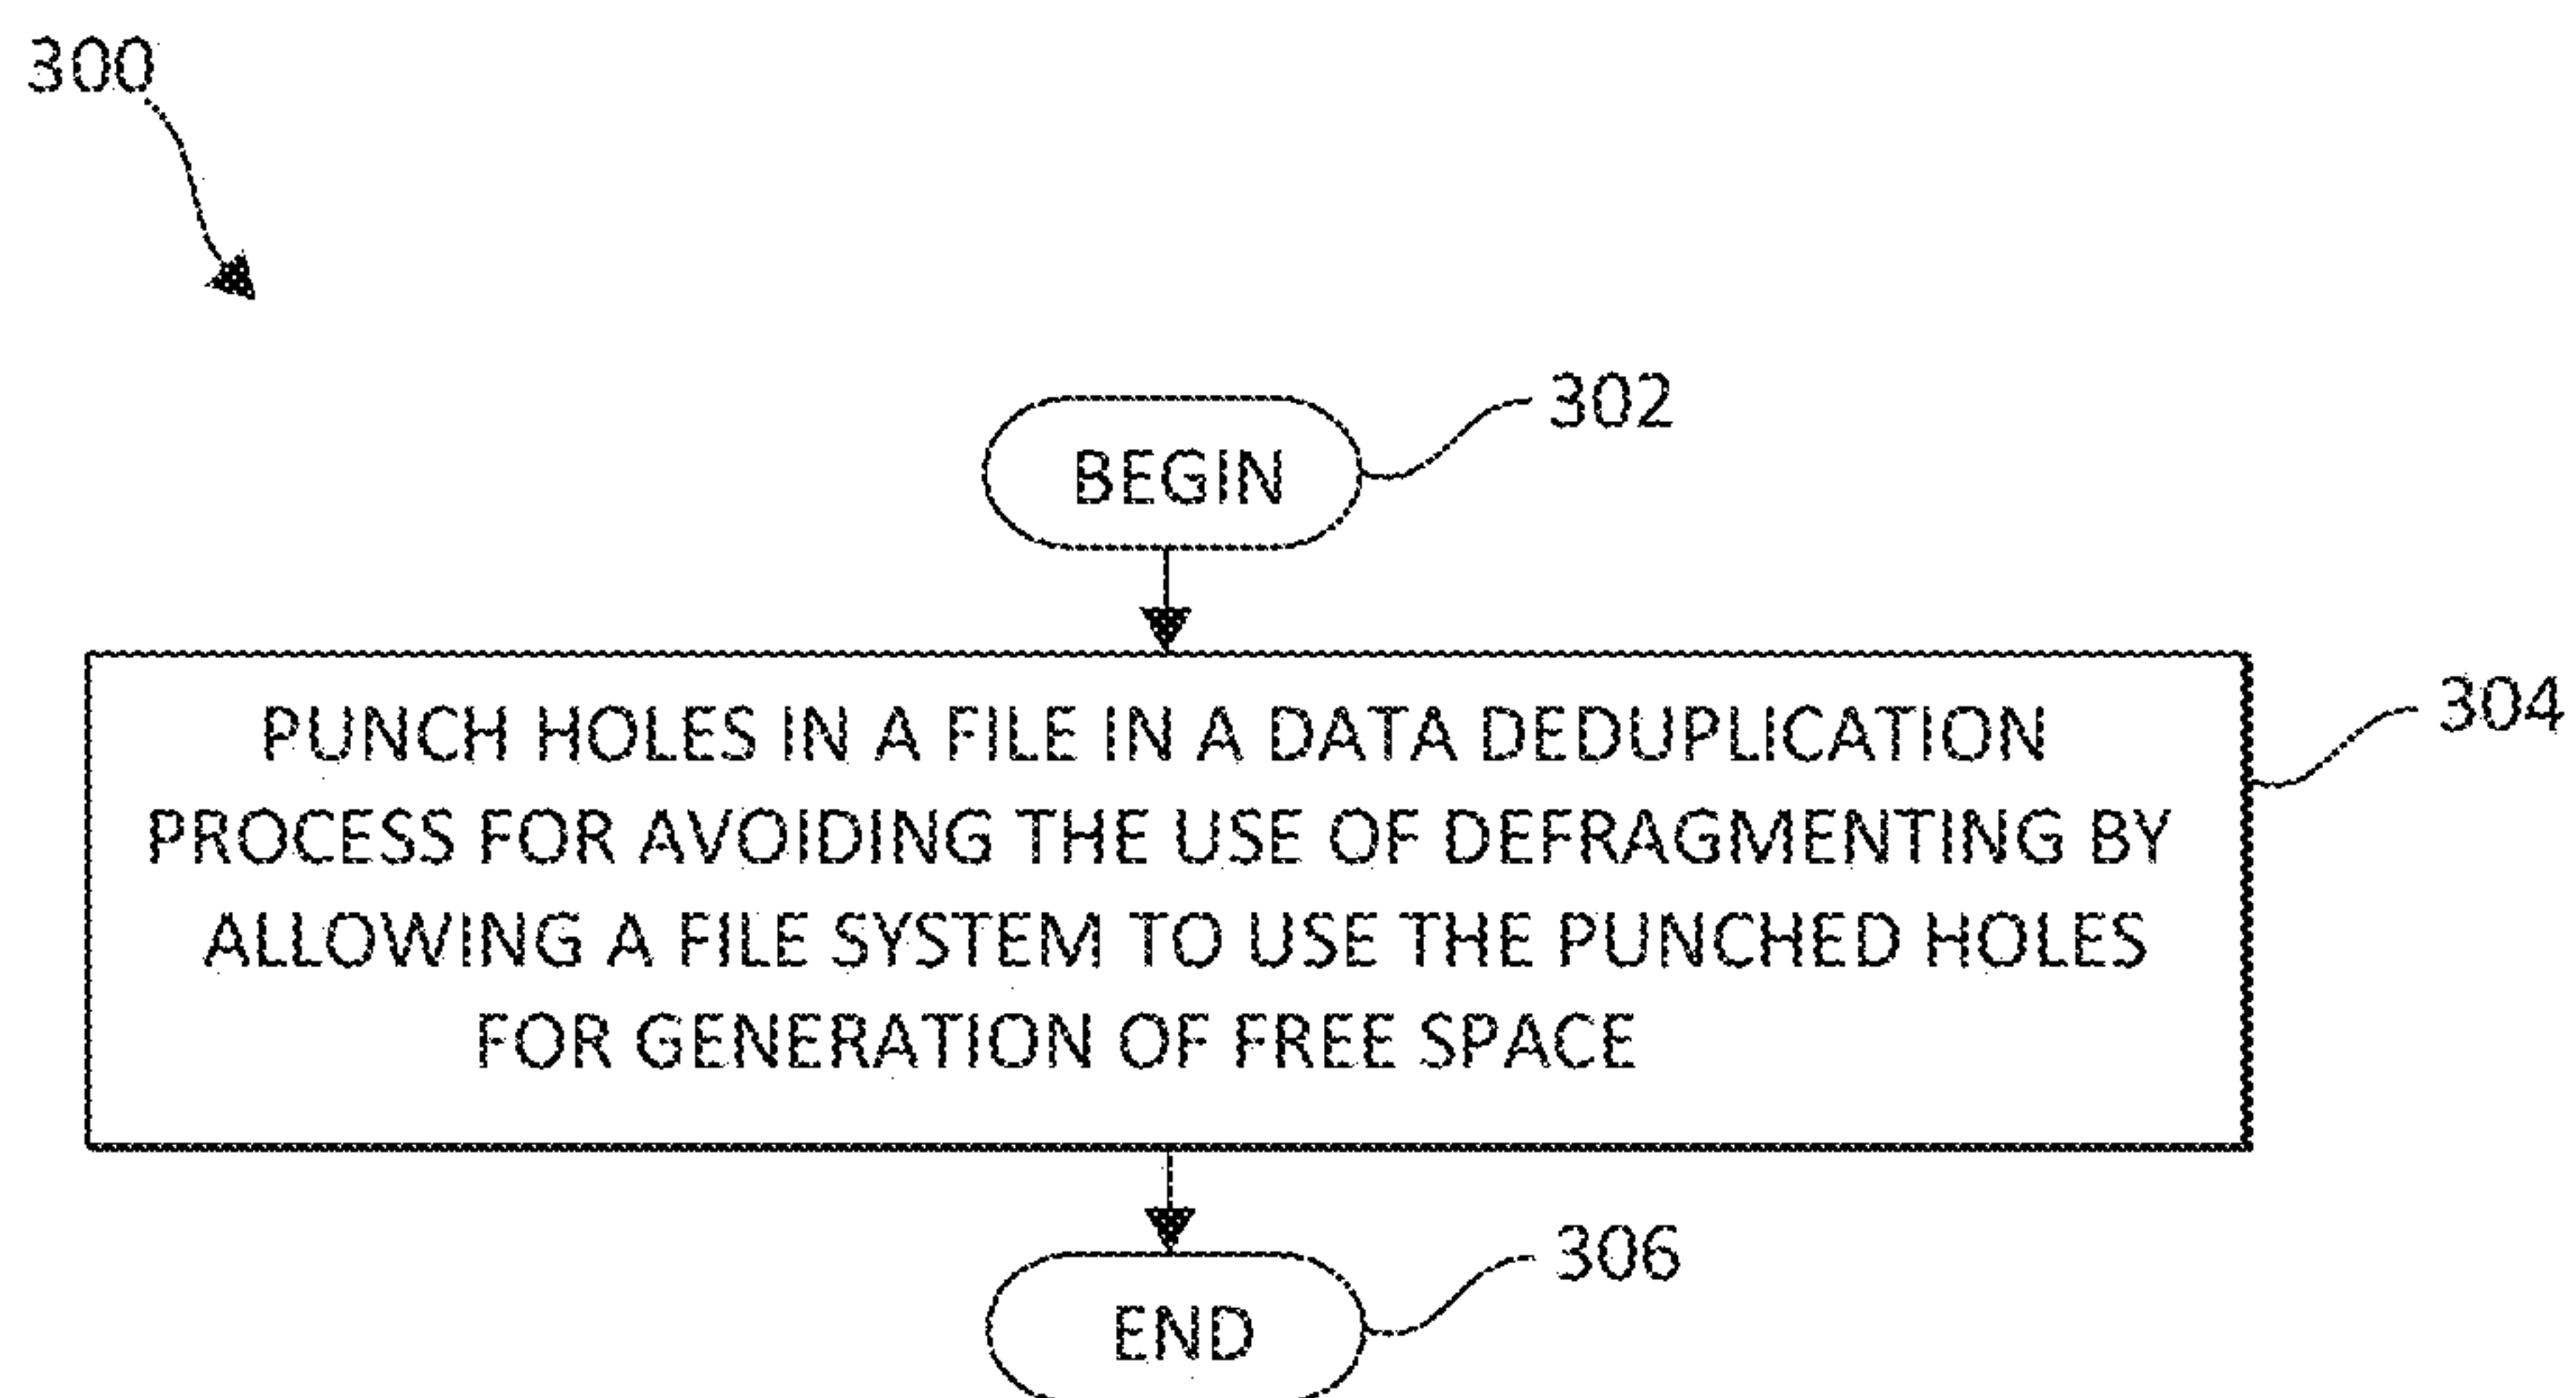 300
302
BEGIN
304
PUNCH HOLES IN A FILE IN A DATA DEDUPLICATION
PROCESS FOR AVOIDING THE USE OF DEFRAGMENTING BY
ALLOWING A FILE SYSTEM TO USE THE PUNCHED HOLES
FOR GENERATION OF FREE SPACE
306
END